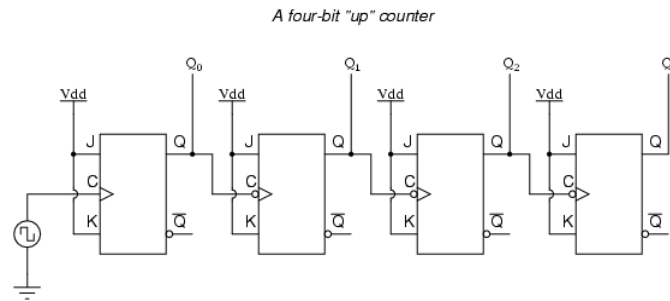 A four-bit "up" counter
Q0 Q1 Q2 Q
Vdd Vdd Vdd Vdd
J Q J Q J Q J Q
C C C C
K Q̅ K Q̅ K Q̅ K Q̅